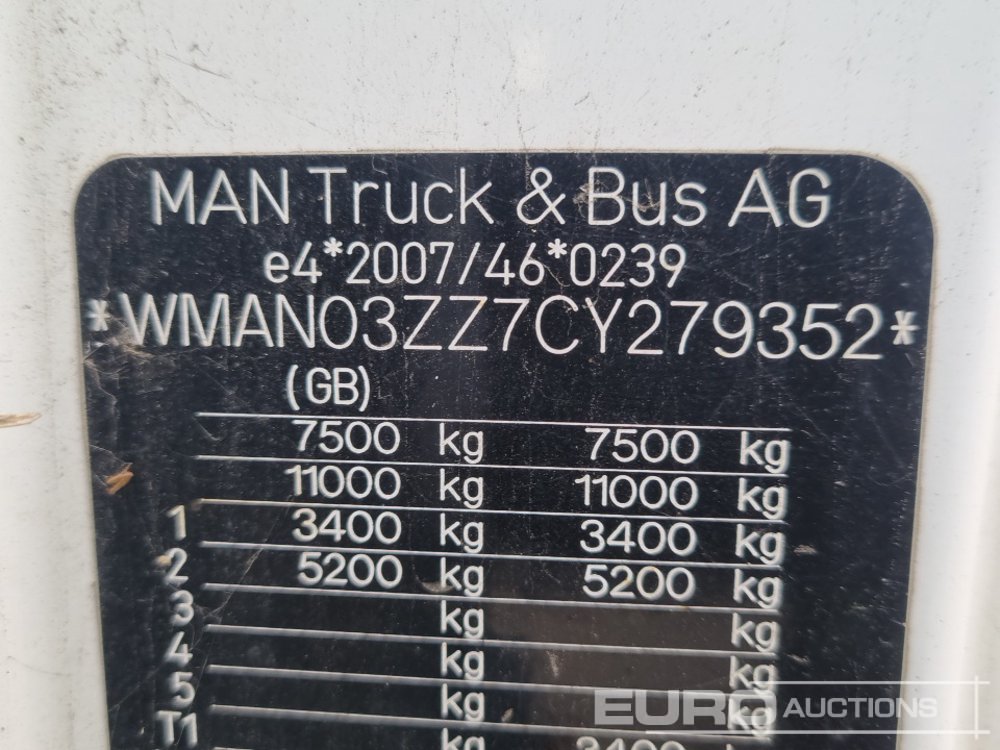 MAN Truck & Bus AG
e4*2007/46*0239
*WMAN03ZZ7CY279352*
(GB)
7500 kg 7500 kg
11000 kg 11000 kg
1 3400 kg 3400 kg
2 5200 kg 5200 kg
3 kg kg
4 kg kg
5 kg kg
T1 kg 3400 kg
EURO AUCTIONS